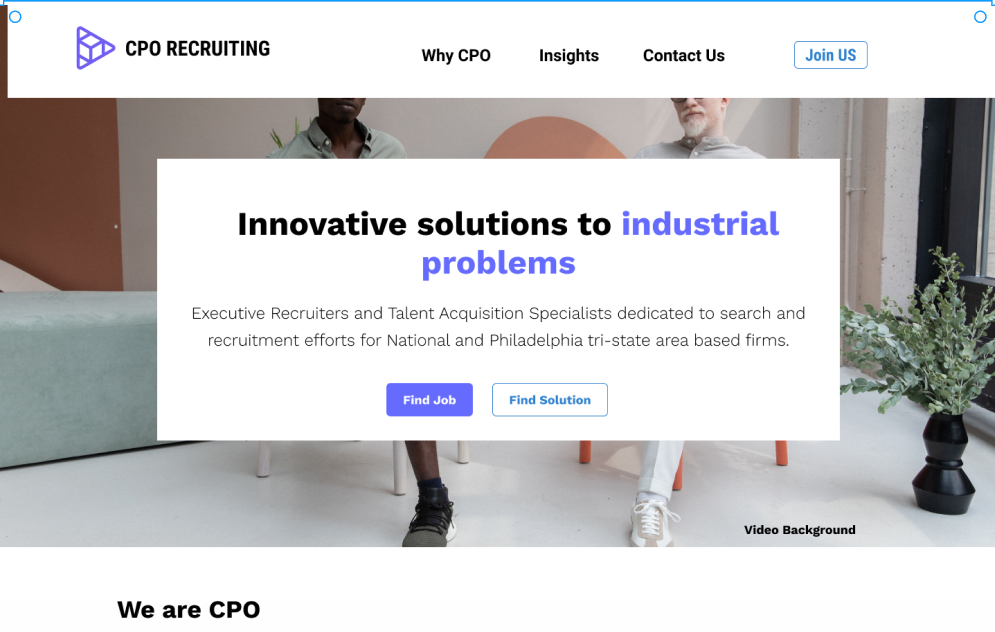 CPO RECRUITING
Why CPO
Insights
Contact Us
Join US
Innovative solutions to industrial
problems
Executive Recruiters and Talent Acquisition Specialists dedicated to search and
recruitment efforts for National and Philadelphia tri-state area based firms.
Find Job
Find Solution
Video Background
We are CPO